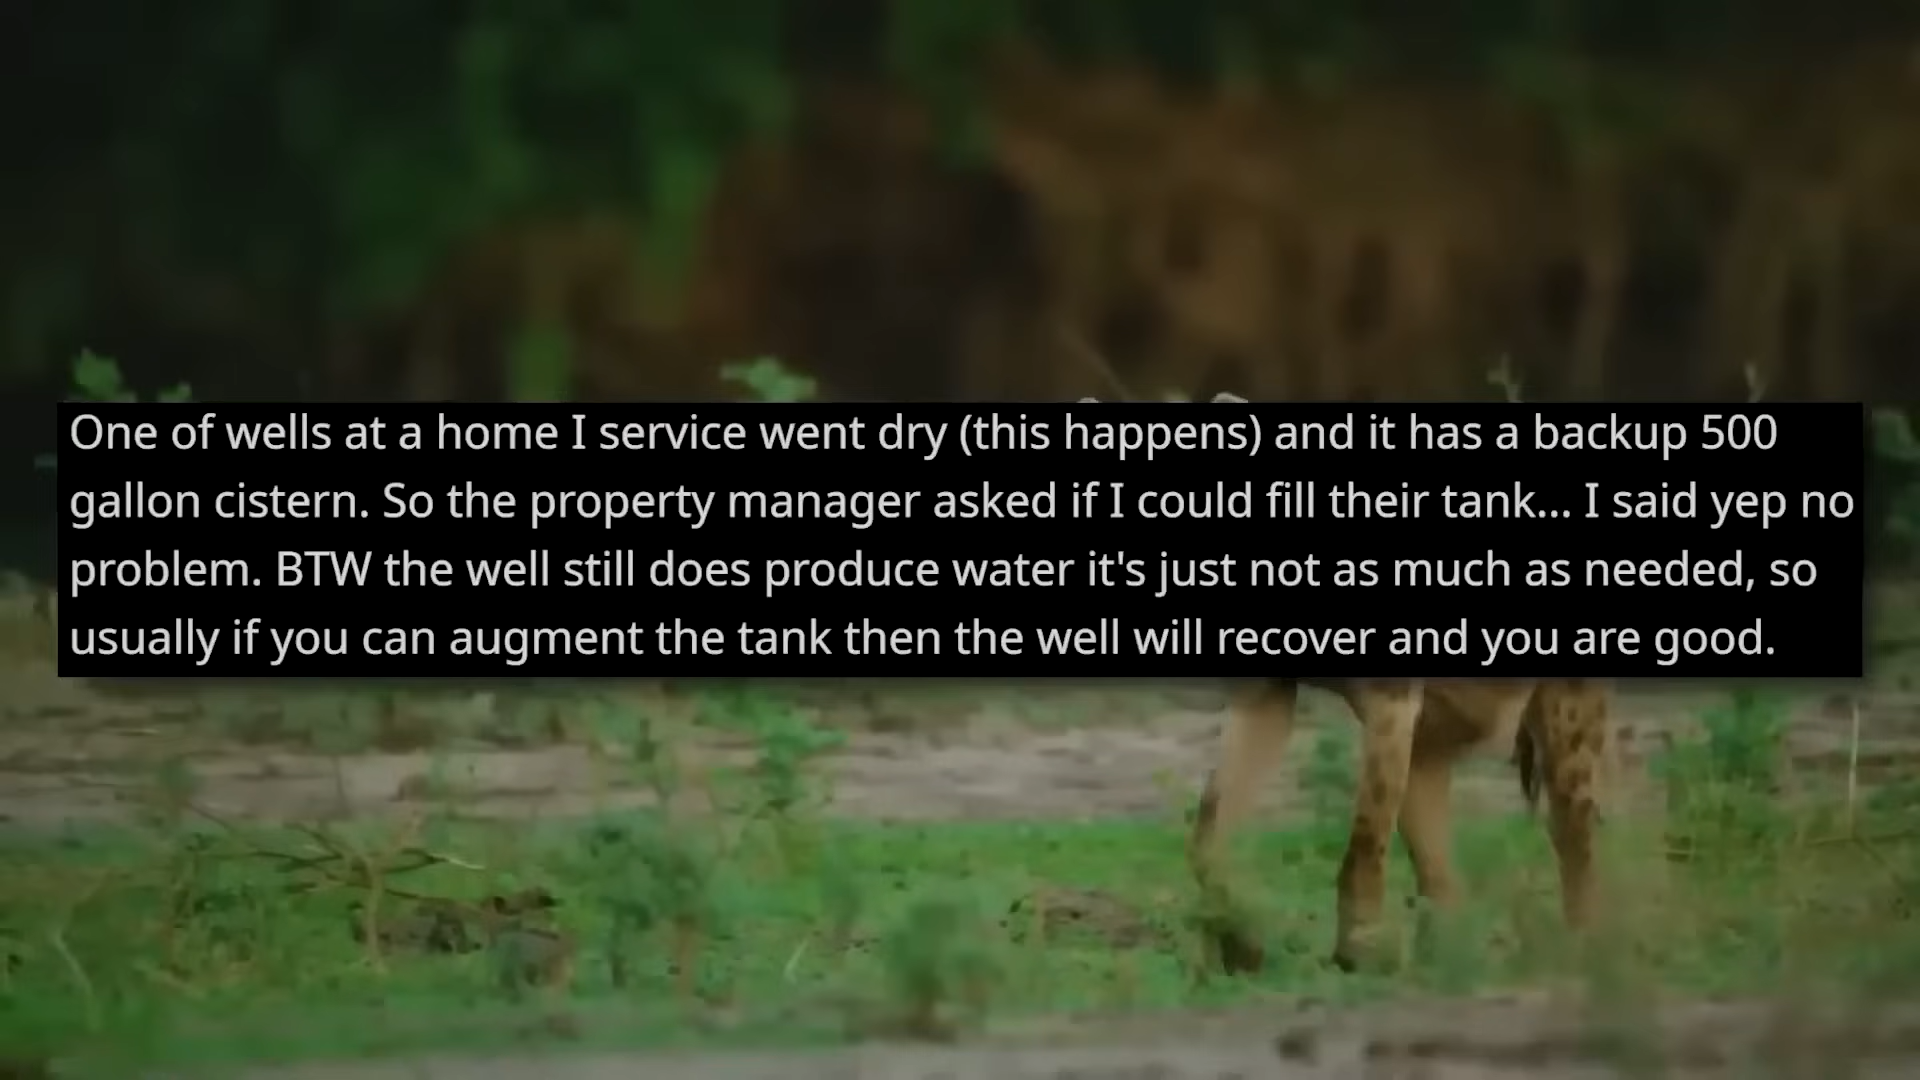 One of wells at a home I service went dry (this happens) and it has a backup 500
gallon cistern. So the property manager asked if I could fill their tank... I said yep no
problem. BTW the well still does produce water it's just not as much as needed, so
usually if you can augment the tank then the well will recover and you are good.